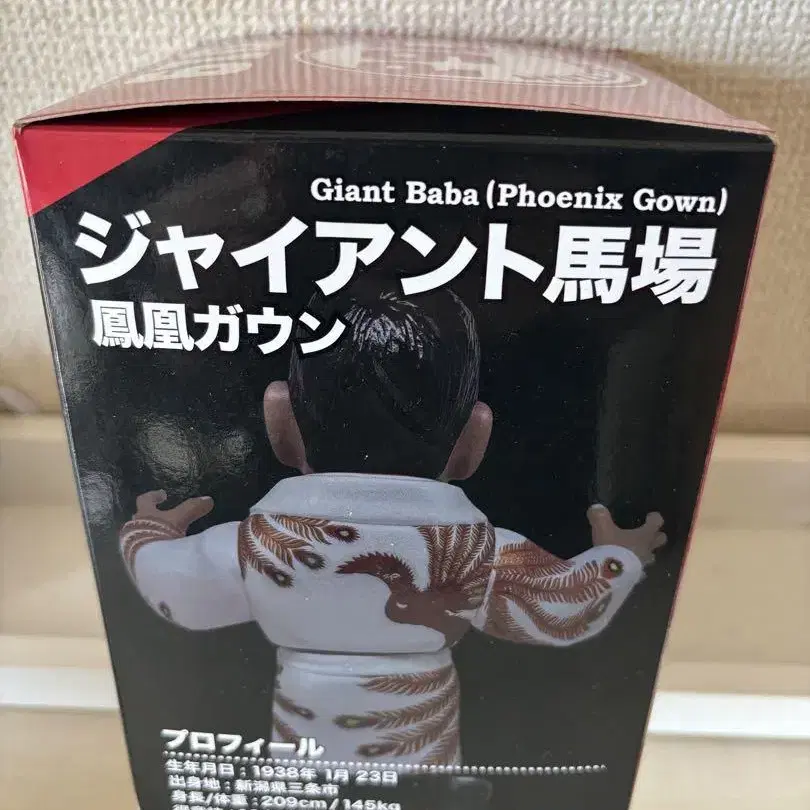 Giant Baba (Phoenix Gown)
ジャイアント馬場
鳳凰ガウン
プロフィール
生年月日：1938年 1月 23日
出身地：新潟県三条市
身長/体重：209cm/145kg